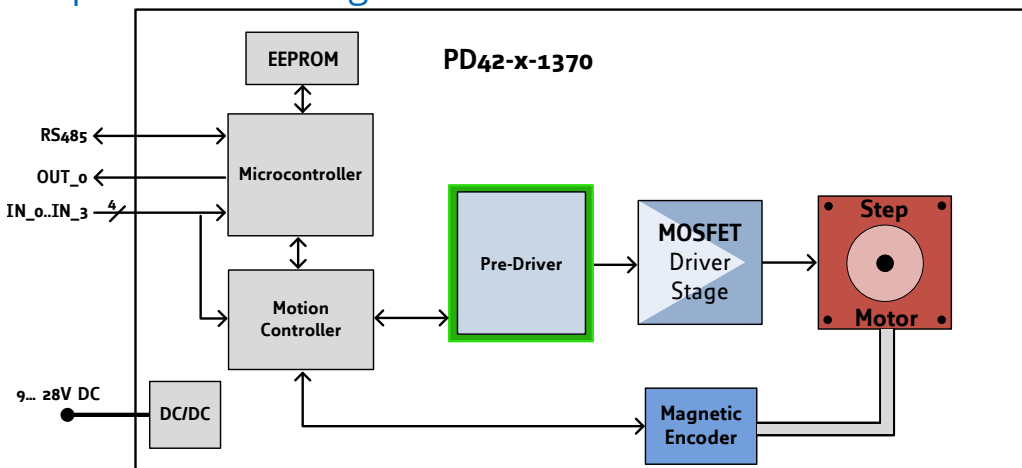 EEPROM
PD42-x-1370
RS485
OUT_0
IN_0..IN_3
4
Microcontroller
Pre-Driver
MOSFET
Driver
Stage
Step
Motor
Motion
Controller
9... 28V DC
DC/DC
Magnetic
Encoder